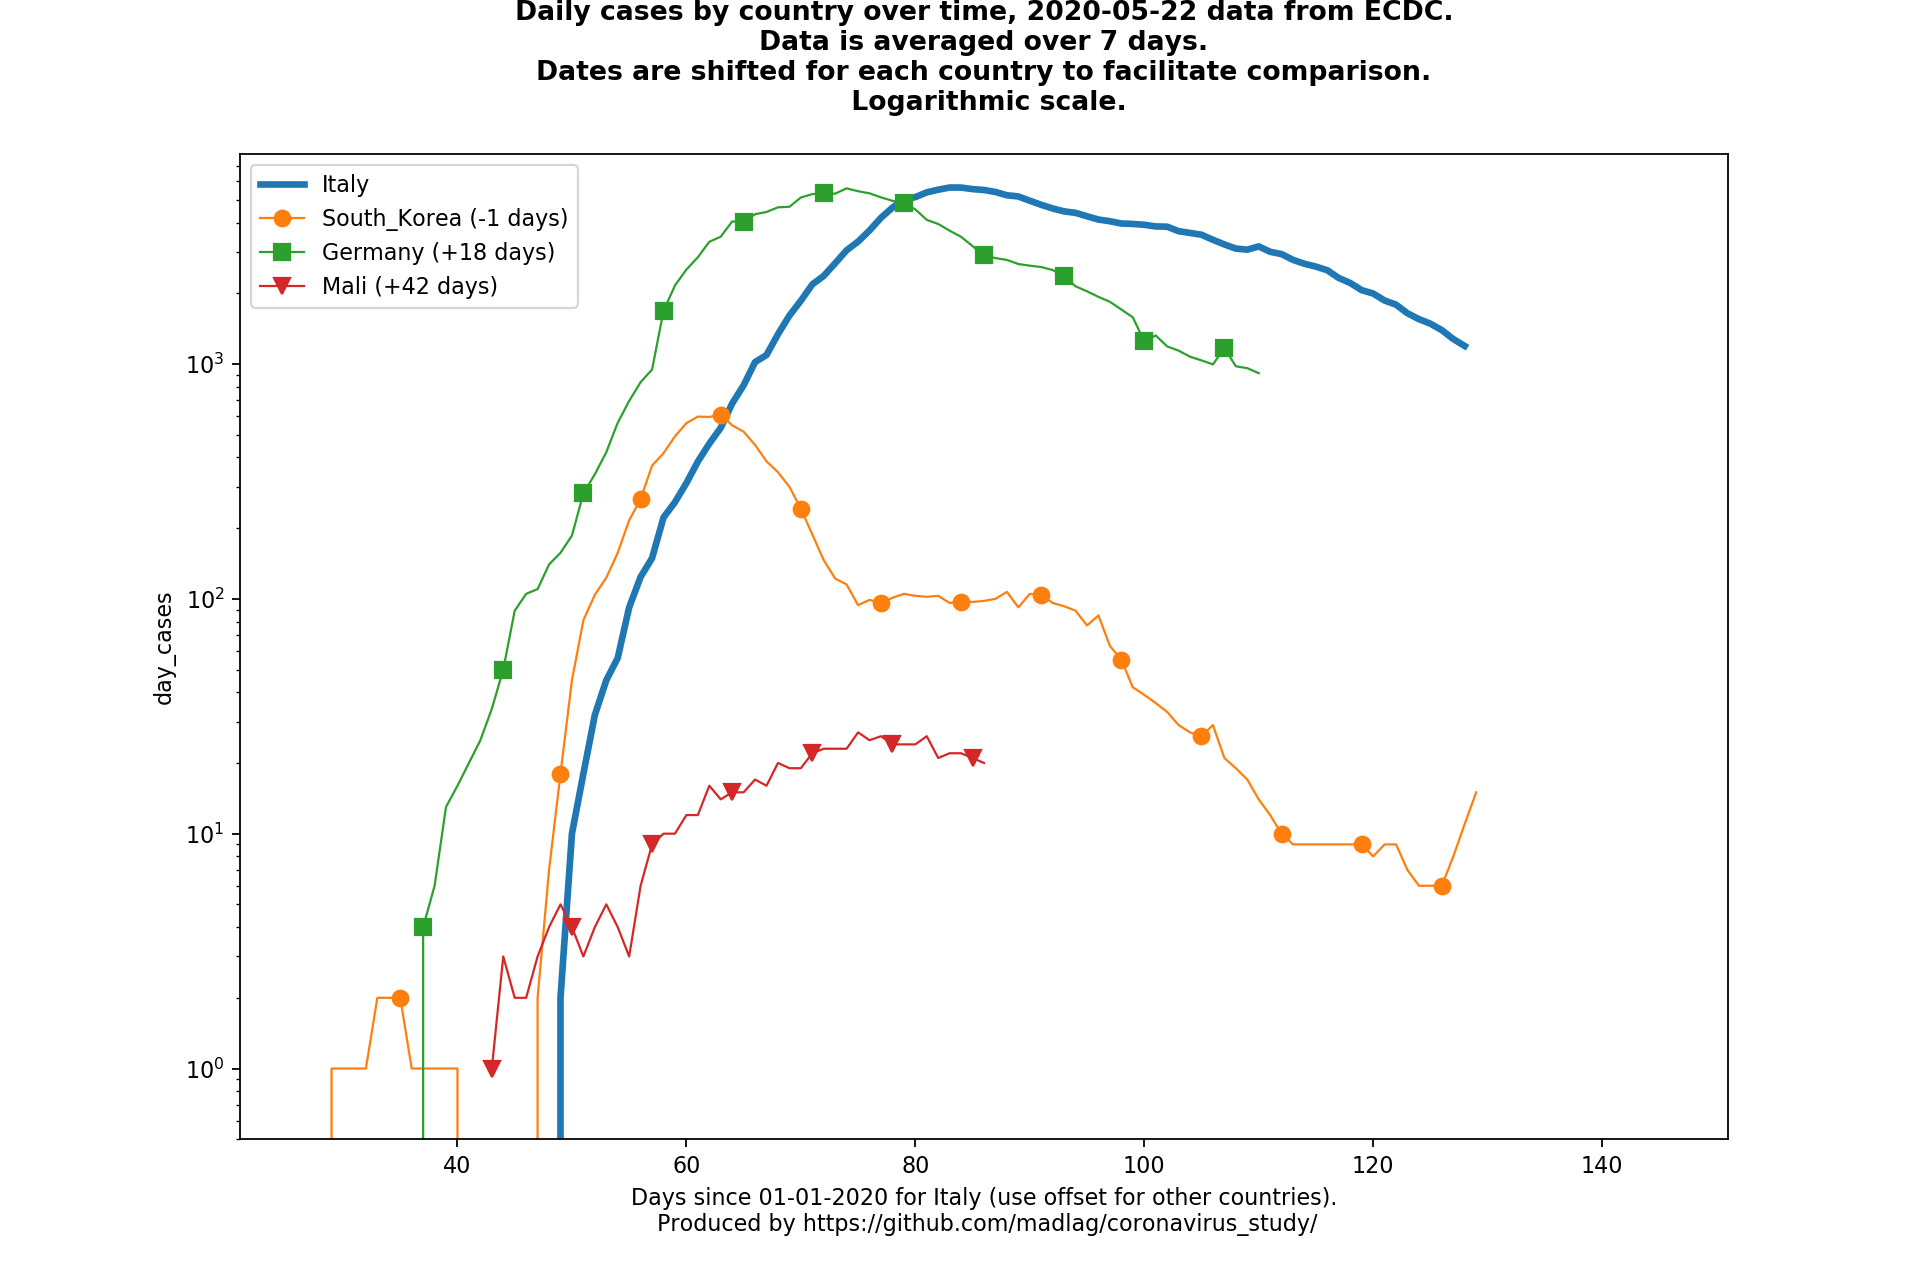 Daily cases by country over time, 2020-05-22 data from ECDC.
Data is averaged over 7 days.
Dates are shifted for each country to facilitate comparison.
Logarithmic scale.
Italy
South_Korea (-1 days)
Germany (+18 days)
Mali (+42 days)
day_cases
10³
10²
10¹
10⁰
40 60 80 100 120 140
Days since 01-01-2020 for Italy (use offset for other countries).
Produced by https://github.com/madlag/coronavirus_study/